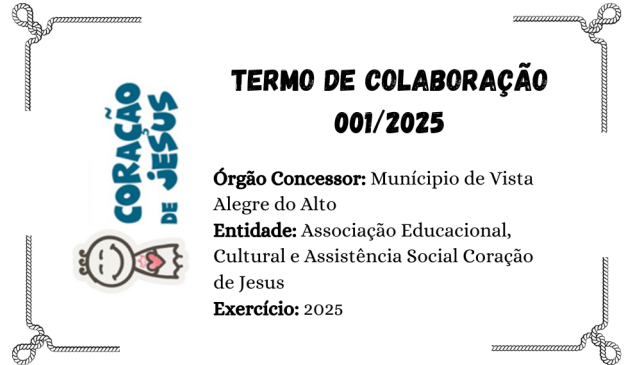 CORAÇÃO
DE JESUS
TERMO DE COLABORAÇÃO
001/2025
Órgão Concessor: Munícipio de Vista
Alegre do Alto
Entidade: Associação Educacional,
Cultural e Assistência Social Coração
de Jesus
Exercício: 2025